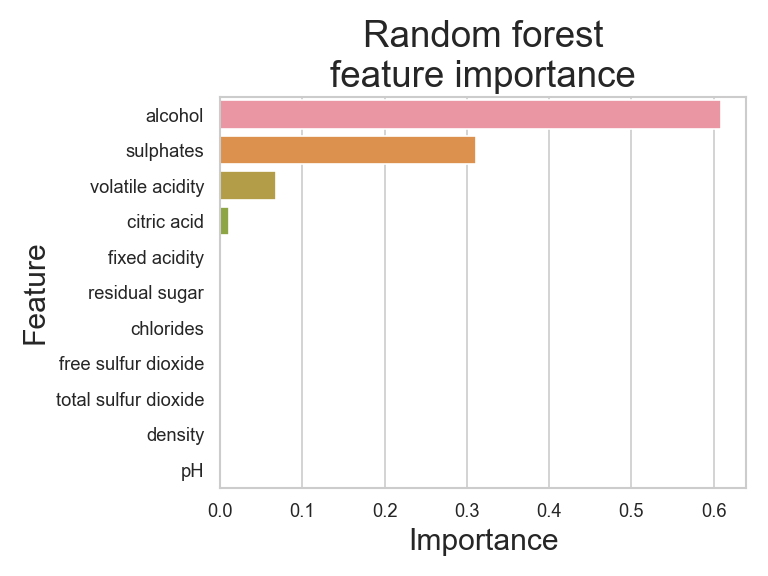 Random forest
feature importance
alcohol
sulphates
volatile acidity
citric acid
fixed acidity
residual sugar
chlorides
free sulfur dioxide
total sulfur dioxide
density
pH
Feature
0.0 0.1 0.2 0.3 0.4 0.5 0.6
Importance